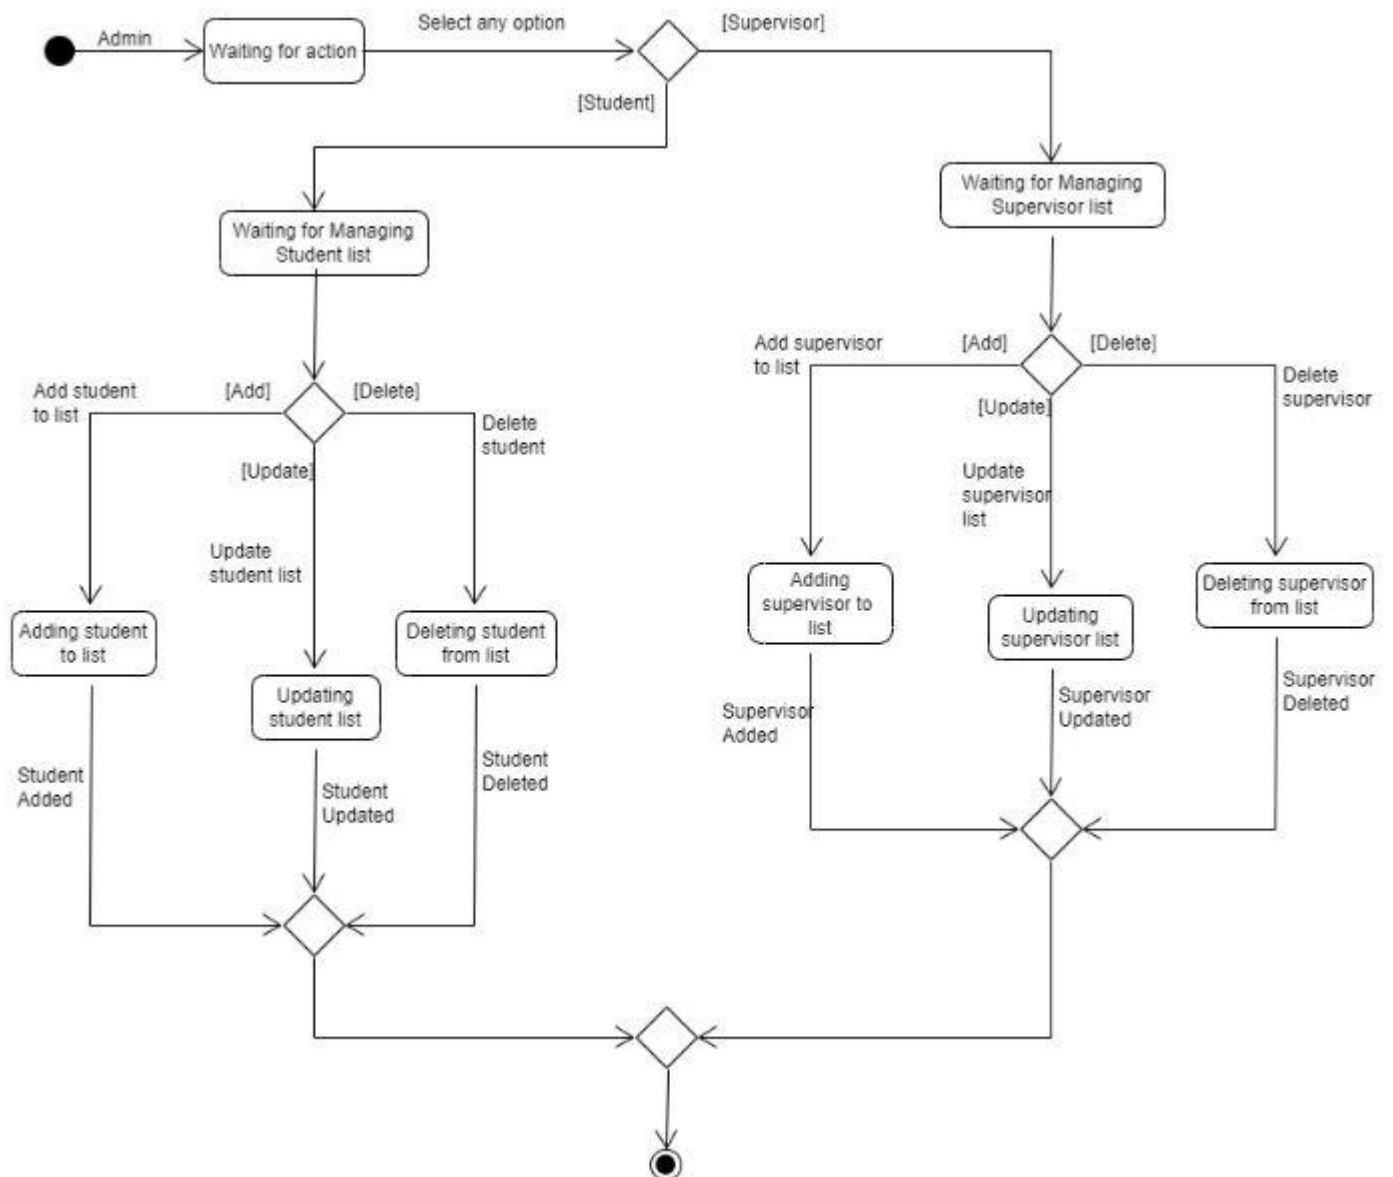 Select any option
[Supervisor]
Admin
Waiting for action
[Student]
Waiting for Managing
Supervisor list
Waiting for Managing
Student list
Add supervisor
to list
[Add]
[Delete]
Delete
supervisor
Add student
to list
[Add]
[Delete]
Delete
student
[Update]
[Update]
Update
supervisor
list
Update
student list
Adding
supervisor to
list
Updating
supervisor list
Deleting supervisor
from list
Adding student
to list
Deleting student
from list
Updating
student list
Supervisor
Added
Supervisor
Updated
Supervisor
Deleted
Student
Added
Student
Updated
Student
Deleted